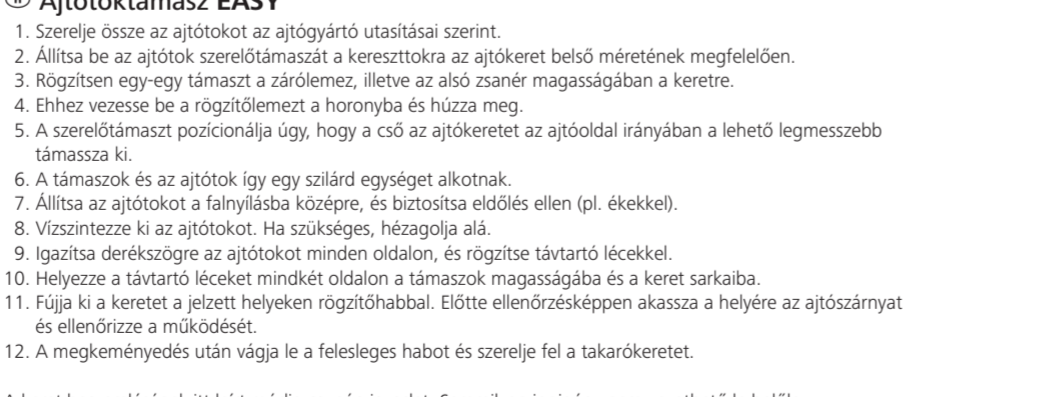 Ajtótoktámasz EASY
1. Szerelje össze az ajtótokot az ajtógyártó utasításai szerint.
2. Állítsa be az ajtótok szerelőtámaszát a kereszttokra az ajtókeret belső méretének megfelelően.
3. Rögzítsen egy-egy támaszt a zárólemez, illetve az alsó zsanér magasságában a keretre.
4. Ehhez vezesse be a rögzítőlemezt a horonyba és húzza meg.
5. A szerelőtámaszt pozícionálja úgy, hogy a cső az ajtókeretet az ajtóoldal irányában a lehető legmesszebb
támassza ki.
6. A támaszok és az ajtótok így egy szilárd egységet alkotnak.
7. Állítsa az ajtótokot a falnyílásba középre, és biztosítsa eldőlés ellen (pl. ékekkel).
8. Vízszintezze ki az ajtótokot. Ha szükséges, hézagolja alá.
9. Igazítsa derékszögre az ajtótokot minden oldalon, és rögzítse távtartó lécekkel.
10. Helyezze a távtartó léceket mindkét oldalon a támaszok magasságába és a keret sarkaiba.
11. Fújja ki a keretet a jelzett helyeken rögzítőhabbal. Előtte ellenőrzésképpen akassza a helyére az ajtószárnyat
és ellenőrizze a működését.
12. A megkeményedés után vágja le a felesleges habot és szerelje fel a takarókeretet.